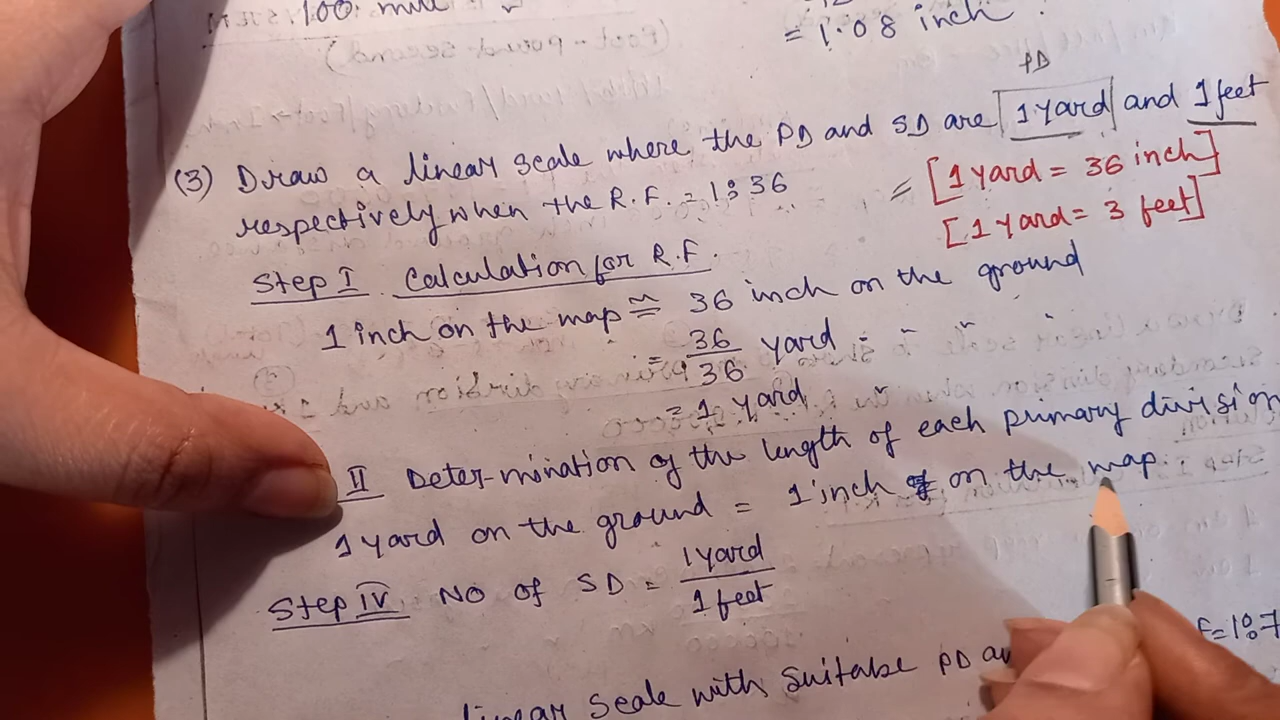 100
= 1.08 inch
PD
(3) Draw a linear scale where the PD and SD are 1 yard and 1 feet
respectively when the R.F. = 1:36
= [1 yard = 36 inch]
[1 yard = 3 feet]
Step I Calculation for R.F.
1 inch on the map ≅ 36 inch on the ground
= 36/36 yard = " " "
= 1 yard
II Deter-mination of the length of each primary division
1 yard on the ground = 1 inch on the map.
Step IV No of SD = 1 yard / 1 feet
linear scale with suitabe PD